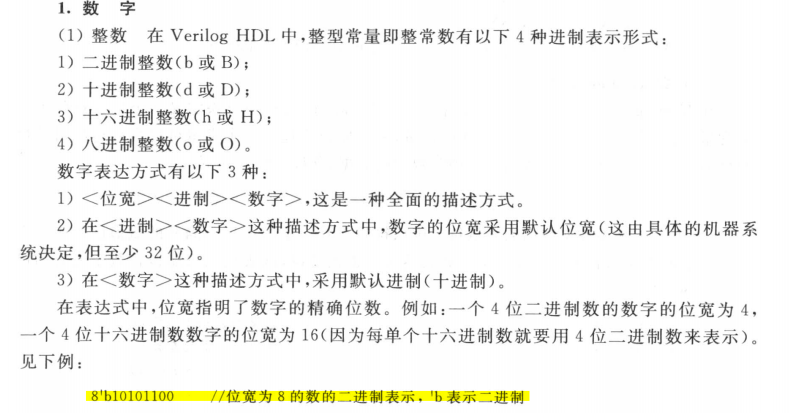 1. 数 字
(1) 整数 在 Verilog HDL 中,整型常量即整常数有以下 4 种进制表示形式:
1) 二进制整数(b 或 B);
2) 十进制整数(d 或 D);
3) 十六进制整数(h 或 H);
4) 八进制整数(o 或 O)。
数字表达方式有以下 3 种:
1) <位宽><进制><数字>,这是一种全面的描述方式。
2) 在<进制><数字>这种描述方式中,数字的位宽采用默认位宽(这由具体的机器系
统决定,但至少 32 位)。
3) 在<数字>这种描述方式中,采用默认进制(十进制)。
在表达式中,位宽指明了数字的精确位数。例如:一个 4 位二进制数的数字的位宽为 4,
一个 4 位十六进制数数字的位宽为 16(因为每单个十六进制数就要用 4 位二进制数来表示)。
见下例:
8'b10101100 //位宽为 8 的数的二进制表示，'b 表示二进制